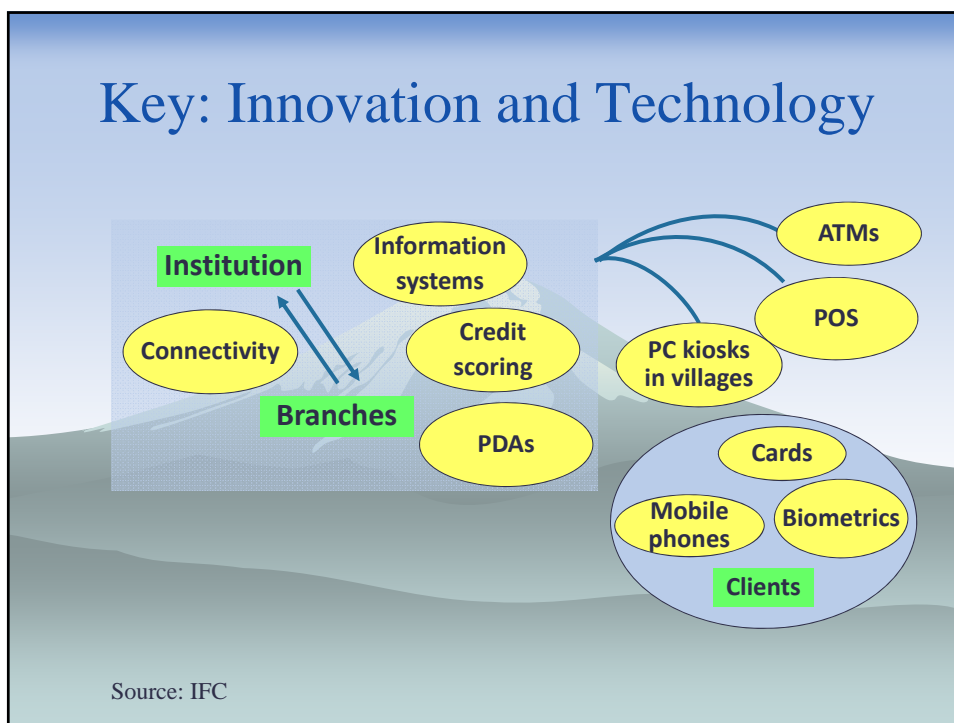 Key: Innovation and Technology
Institution
Information
systems
Connectivity
Credit
scoring
Branches
PDAs
ATMs
POS
PC kiosks
in villages
Cards
Mobile
phones
Biometrics
Clients
Source: IFC